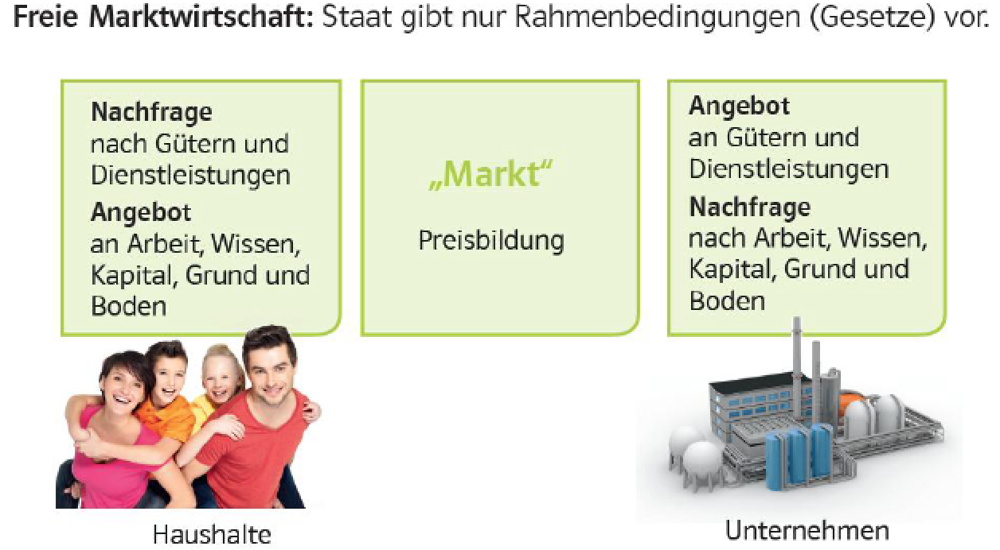 Freie Marktwirtschaft: Staat gibt nur Rahmenbedingungen (Gesetze) vor.
Nachfrage
nach Gütern und
Dienstleistungen
Angebot
an Arbeit, Wissen,
Kapital, Grund und
Boden
„Markt“
Preisbildung
Angebot
an Gütern und
Dienstleistungen
Nachfrage
nach Arbeit, Wissen,
Kapital, Grund und
Boden
Haushalte
Unternehmen